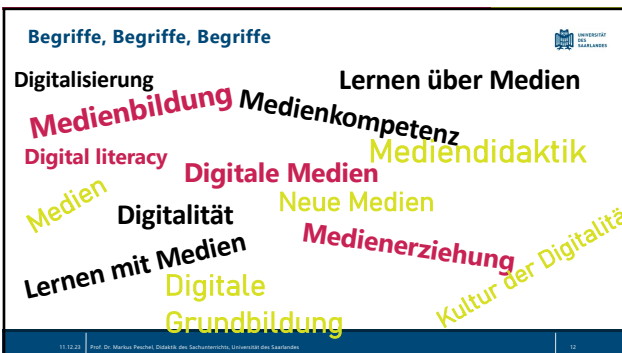 Begriffe, Begriffe, Begriffe
UNIVERSITÄT
DES
SAARLANDES
Digitalisierung
Lernen über Medien
Medienbildung
Medienkompetenz
Mediendidaktik
Digital literacy
Digitale Medien
Medien
Neue Medien
Digitalität
Medienerziehung
Kultur der Digitalitä
Lernen mit Medien
Digitale
Grundbildung
11.12.23 Prof. Dr. Markus Peschel, Didaktik des Sachunterrichts, Universität des Saarlandes 12